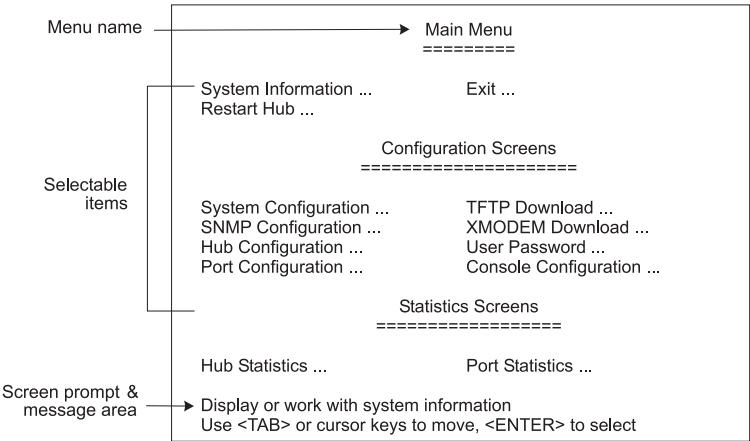 Menu name
Main Menu
=========
System Information ... Exit ...
Restart Hub ...
Configuration Screens
=====================
Selectable
items
System Configuration ... TFTP Download ...
SNMP Configuration ... XMODEM Download ...
Hub Configuration ... User Password ...
Port Configuration ... Console Configuration ...
Statistics Screens
==================
Hub Statistics ... Port Statistics ...
Screen prompt &
message area
Display or work with system information
Use <TAB> or cursor keys to move, <ENTER> to select